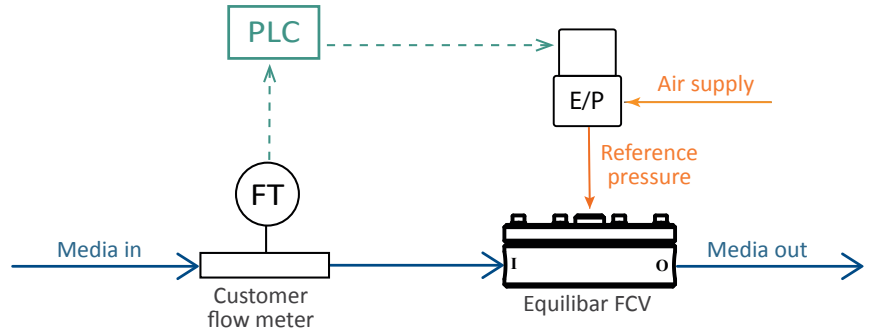 PLC
E/P
Air supply
Reference
pressure
FT
Media in
I
O
Media out
Customer
flow meter
Equilibar FCV